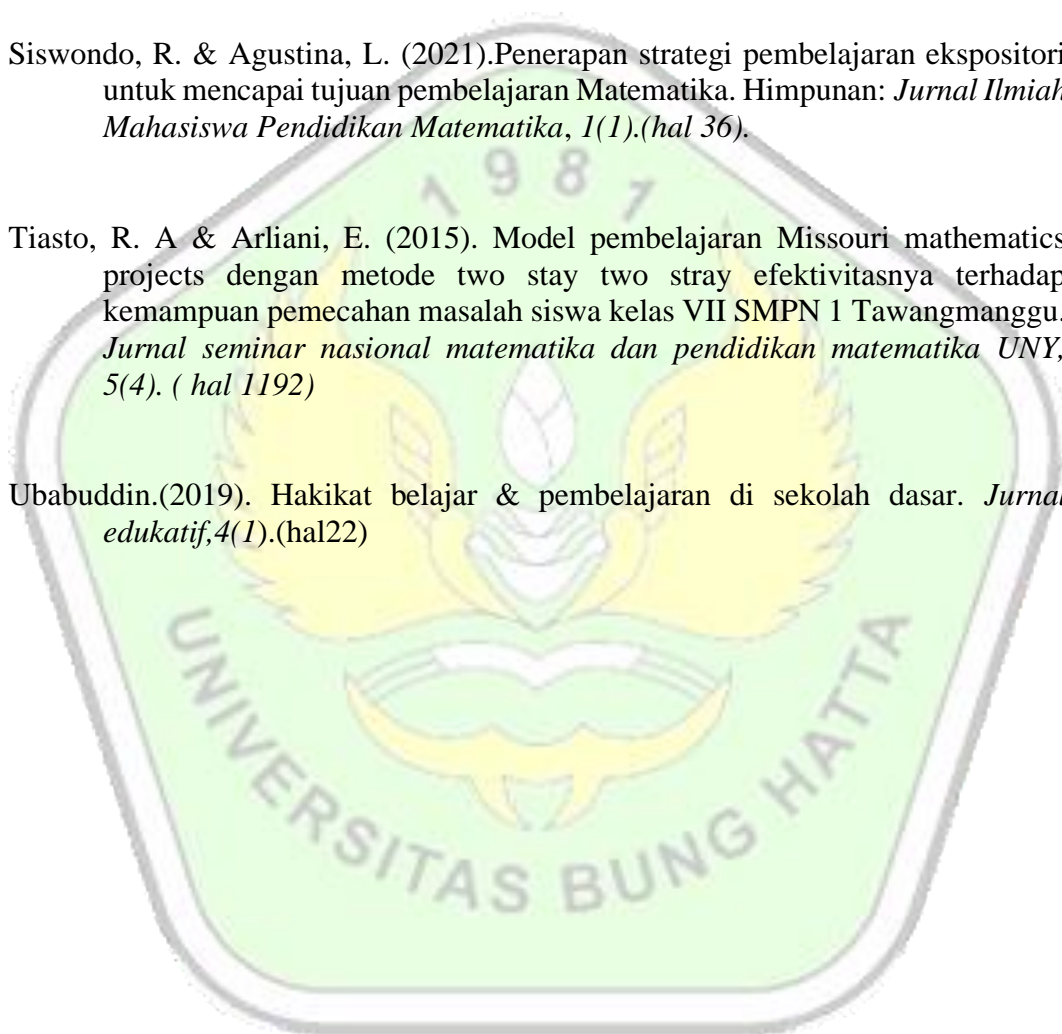 Siswondo, R. & Agustina, L. (2021).Penerapan strategi pembelajaran ekspositori
untuk mencapai tujuan pembelajaran Matematika. Himpunan: Jurnal Ilmiah
Mahasiswa Pendidikan Matematika, 1(1).(hal 36).
1981
Tiasto, R. A & Arliani, E. (2015). Model pembelajaran Missouri mathematics
projects dengan metode two stay two stray efektivitasnya terhadap
kemampuan pemecahan masalah siswa kelas VII SMPN 1 Tawangmanggu.
Jurnal seminar nasional matematika dan pendidikan matematika UNY,
5(4). ( hal 1192)
Ubabuddin.(2019). Hakikat belajar & pembelajaran di sekolah dasar. Jurnal
edukatif,4(1).(hal22)
UNIVERSITAS BUNG HATTA